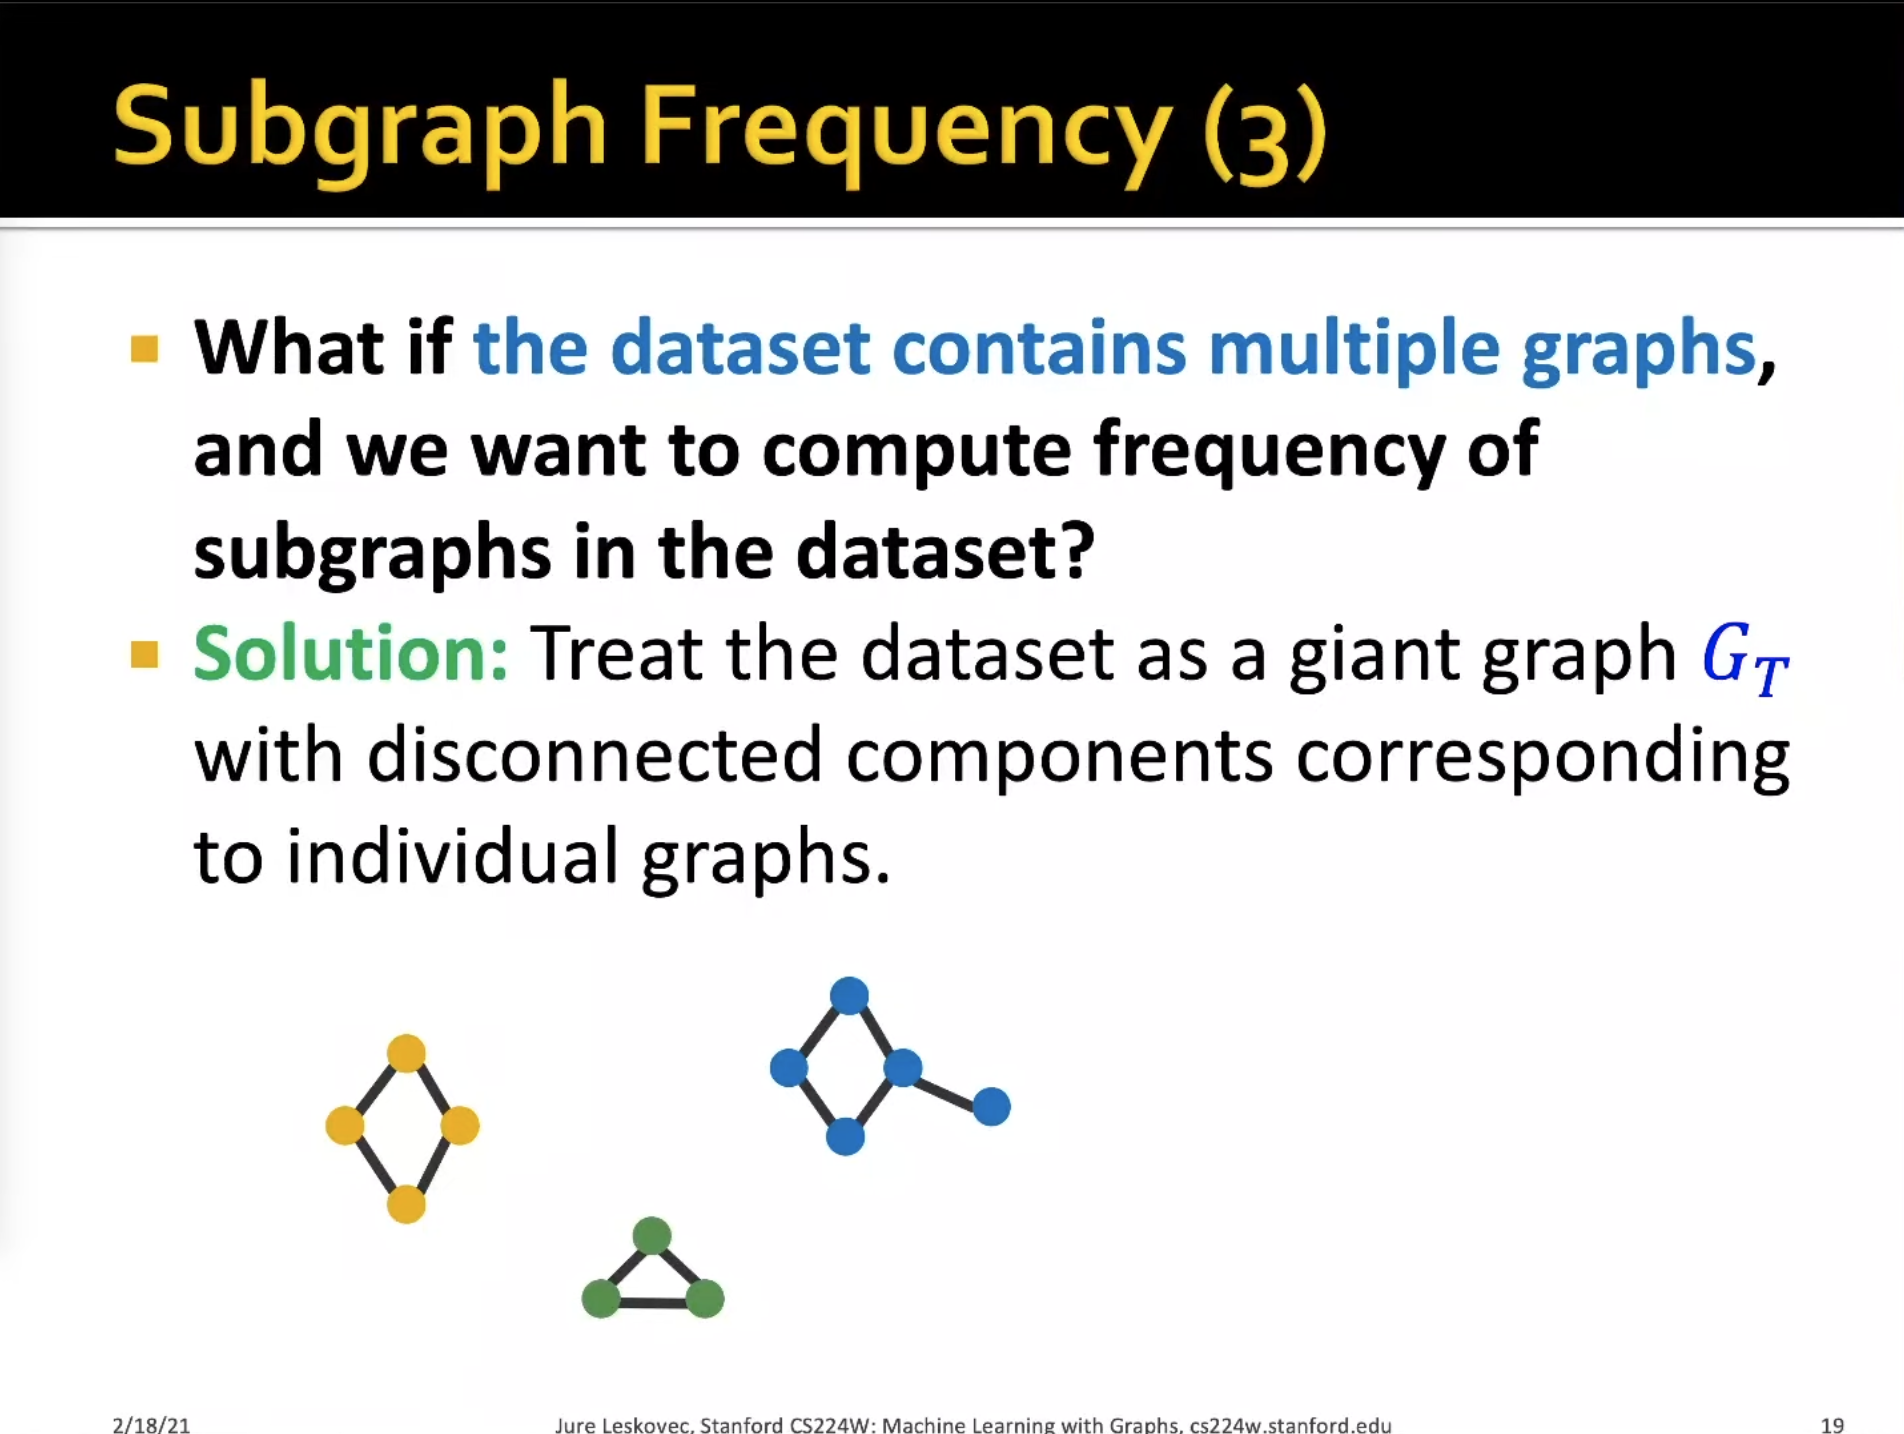 Subgraph Frequency (3)
What if the dataset contains multiple graphs,
and we want to compute frequency of
subgraphs in the dataset?
Solution: Treat the dataset as a giant graph G_T
with disconnected components corresponding
to individual graphs.
2/18/21
Jure Leskovec, Stanford CS224W: Machine Learning with Graphs, cs224w.stanford.edu
19